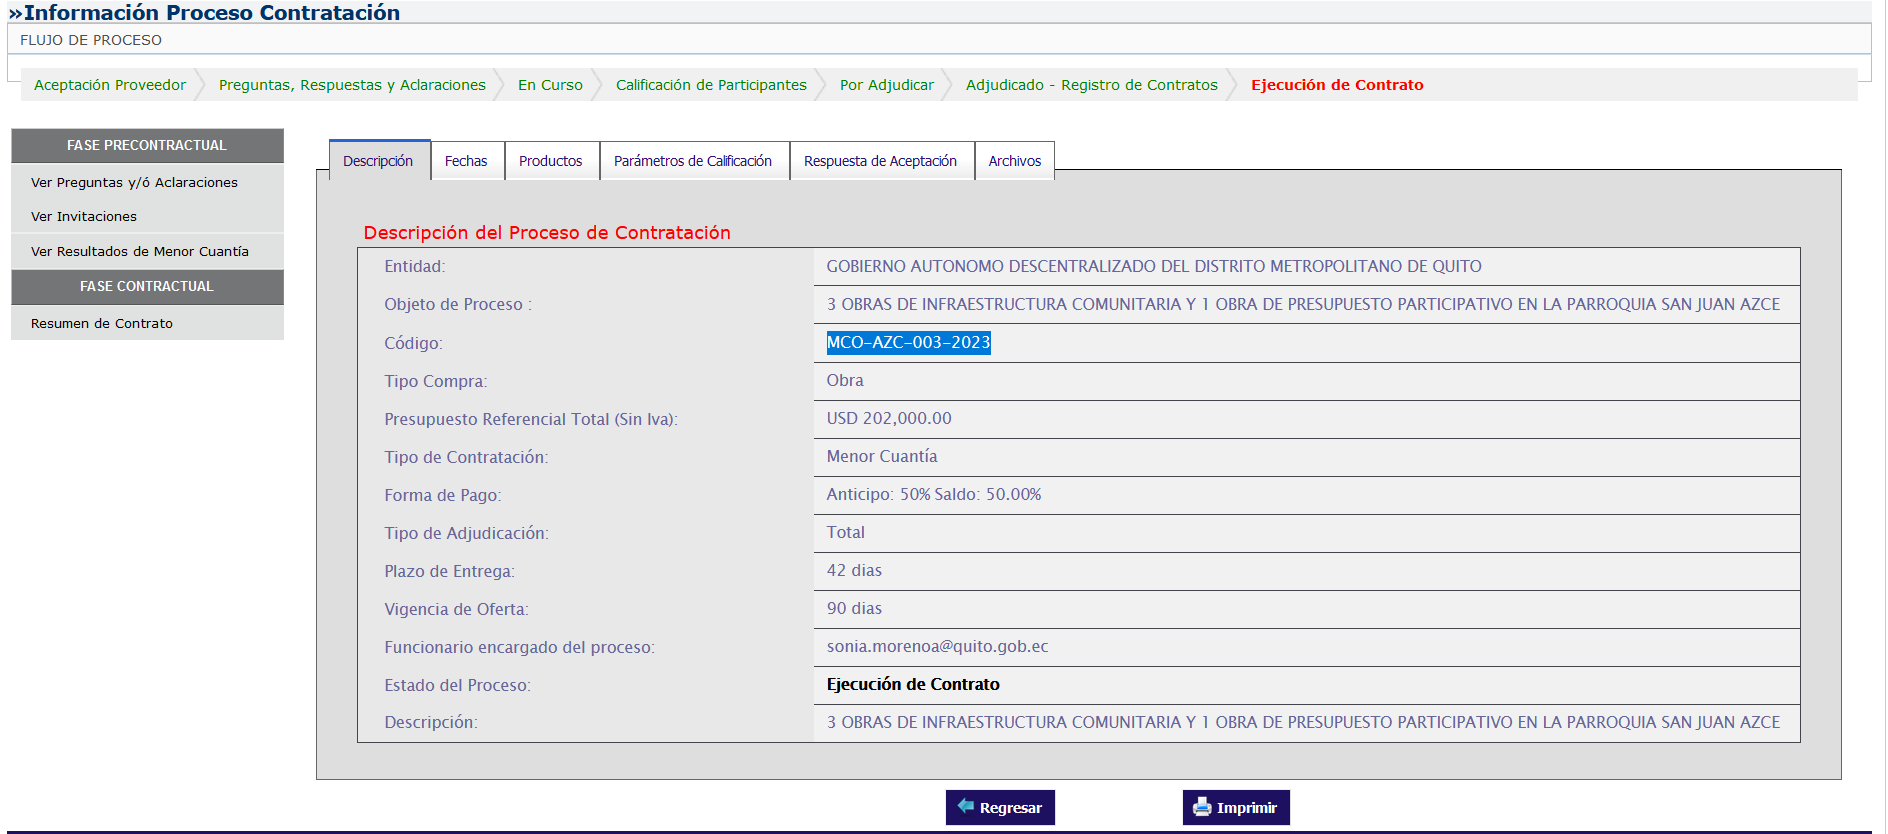 »Información Proceso Contratación
FLUJO DE PROCESO
Aceptación Proveedor Preguntas, Respuestas y Aclaraciones En Curso Calificación de Participantes Por Adjudicar Adjudicado - Registro de Contratos Ejecución de Contrato
FASE PRECONTRACTUAL
Ver Preguntas y/ó Aclaraciones
Ver Invitaciones
Ver Resultados de Menor Cuantía
FASE CONTRACTUAL
Resumen de Contrato
Descripción Fechas Productos Parámetros de Calificación Respuesta de Aceptación Archivos
Descripción del Proceso de Contratación
Entidad: GOBIERNO AUTONOMO DESCENTRALIZADO DEL DISTRITO METROPOLITANO DE QUITO
Objeto de Proceso : 3 OBRAS DE INFRAESTRUCTURA COMUNITARIA Y 1 OBRA DE PRESUPUESTO PARTICIPATIVO EN LA PARROQUIA SAN JUAN AZCE
Código: MCO-AZC-003-2023
Tipo Compra: Obra
Presupuesto Referencial Total (Sin Iva): USD 202,000.00
Tipo de Contratación: Menor Cuantía
Forma de Pago: Anticipo: 50% Saldo: 50.00%
Tipo de Adjudicación: Total
Plazo de Entrega: 42 dias
Vigencia de Oferta: 90 dias
Funcionario encargado del proceso: sonia.morenoa@quito.gob.ec
Estado del Proceso: Ejecución de Contrato
Descripción: 3 OBRAS DE INFRAESTRUCTURA COMUNITARIA Y 1 OBRA DE PRESUPUESTO PARTICIPATIVO EN LA PARROQUIA SAN JUAN AZCE
Regresar Imprimir